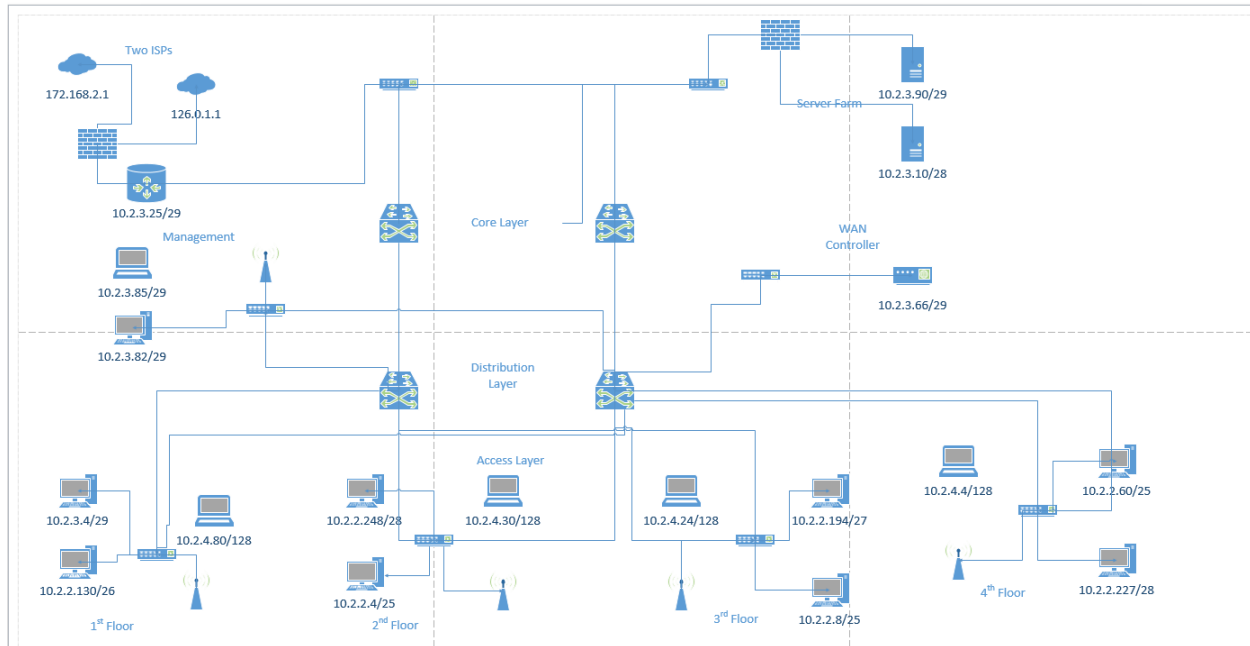 Two ISPs
172.168.2.1
126.0.1.1
10.2.3.25/29
Server Farm
10.2.3.90/29
10.2.3.10/28
Core Layer
Management
WAN
Controller
10.2.3.85/29
10.2.3.66/29
10.2.3.82/29
Distribution
Layer
Access Layer
10.2.3.4/29
10.2.4.80/128
10.2.2.130/26
1st Floor
10.2.2.248/28
10.2.4.30/128
10.2.2.4/25
2nd Floor
10.2.4.24/128
10.2.2.194/27
10.2.2.8/25
3rd Floor
10.2.4.4/128
10.2.2.60/25
10.2.2.227/28
4th Floor